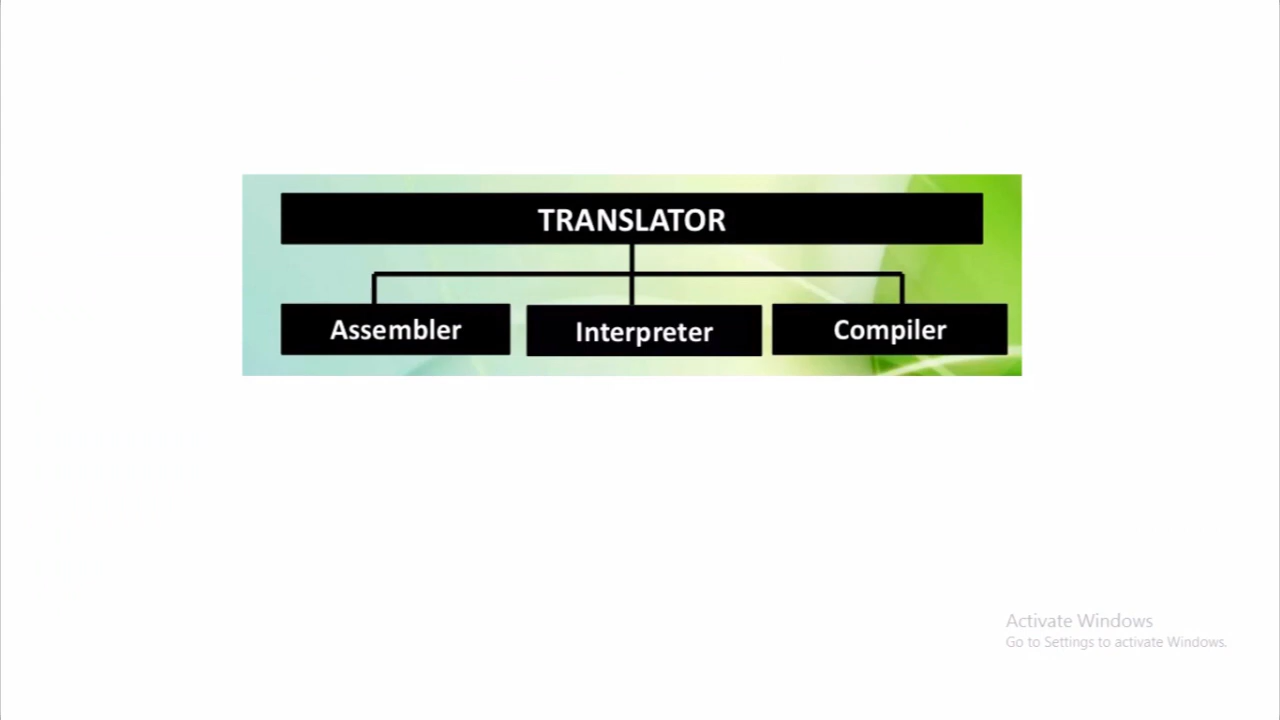 TRANSLATOR
Assembler
Interpreter
Compiler
Activate Windows
Go to Settings to activate Windows.